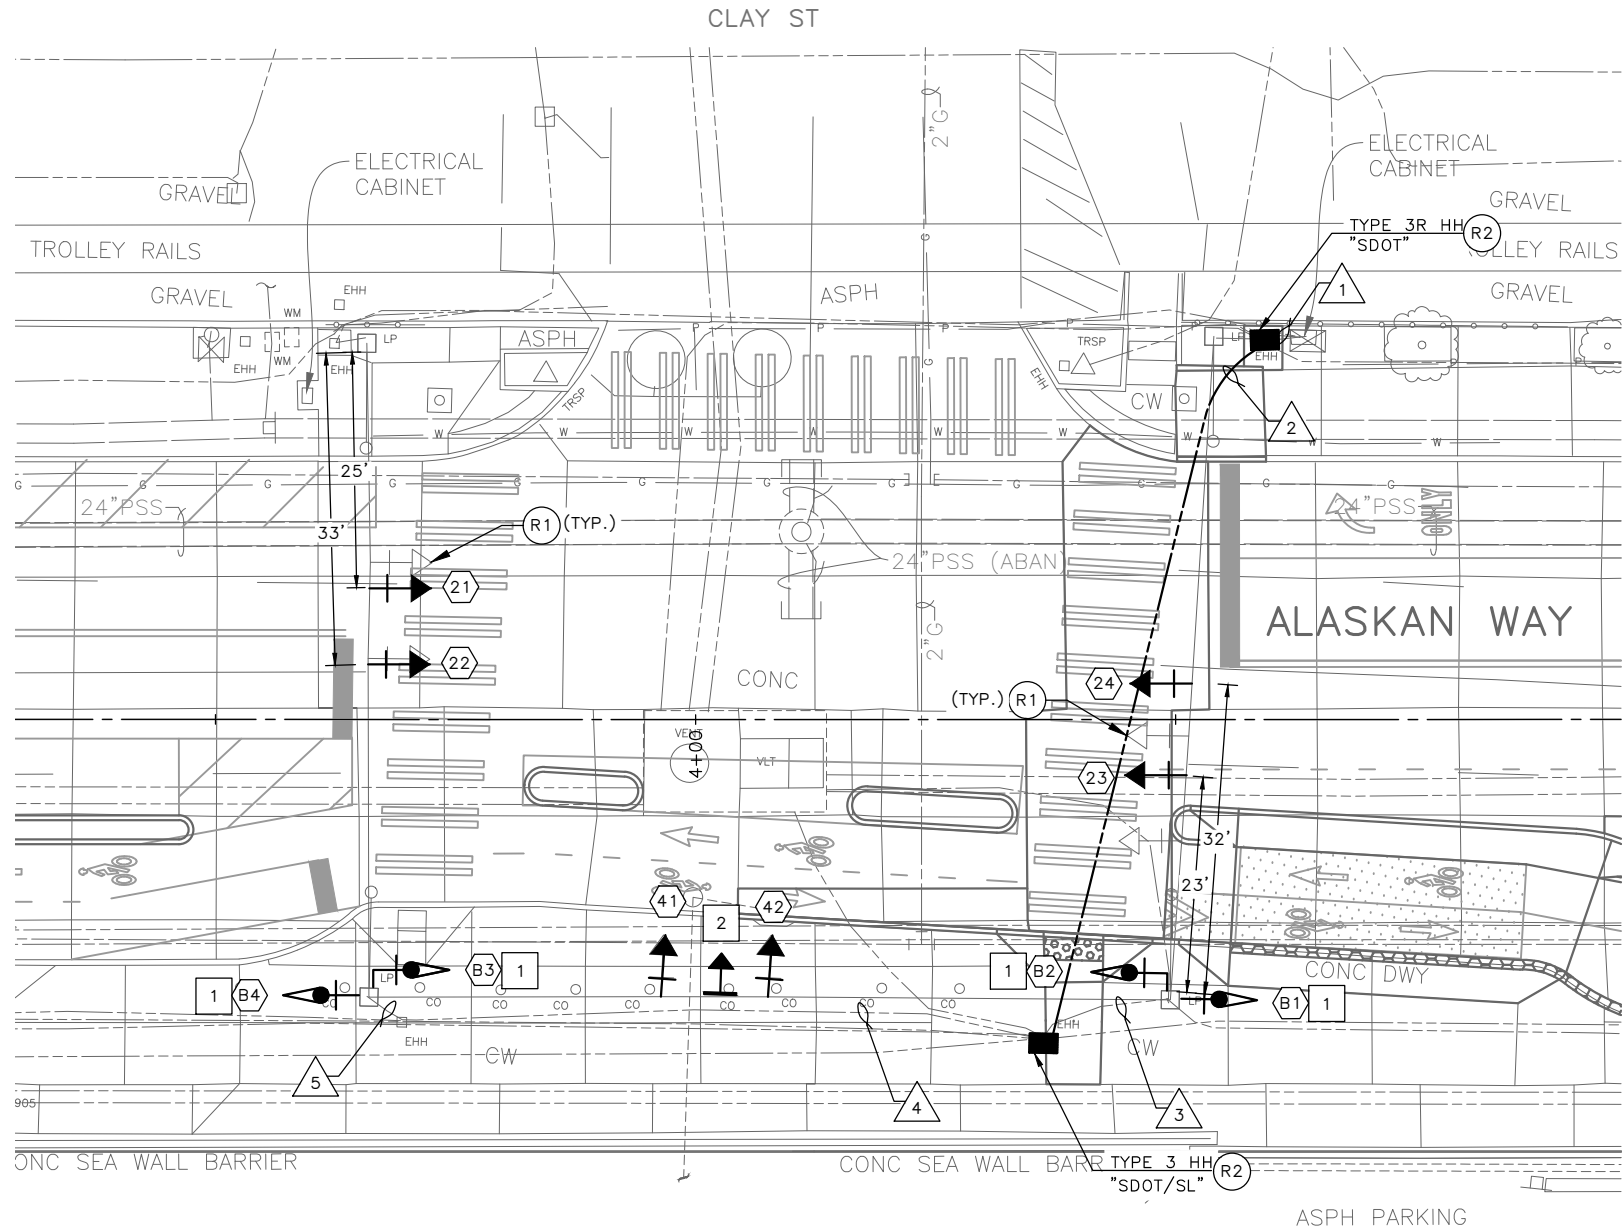 CLAY ST
2"G
ELECTRICAL
CABINET
ELECTRICAL
CABINET
GRAVEL
GRAVEL
TYPE 3R HH
"SDOT"
R2
TROLLEY RAILS
OLLEY RAILS
G
GRAVEL
EHH
WM
ASPH
1
GRAVEL
P
P
P
P
P
ASPH
LP
TRSP
LP
EHH
WM
EHH
EHH
G
EHH
TRSP
CW
2
W
W
W
W
W
W
W
W
W
25'
G
G
G
G
G
G
G
G
G
G
24"PSS
33'
R1
(TYP.)
24"PSS
ONLY
24"PSS (ABAN)
21
2"G
ALASKAN WAY
22
CONC
24
(TYP.)
R1
VENT
4+00
VLT
23
32'
23'
41
2
42
B3
1
1
B2
1
B4
LP
CO
CO
CO
CO
CO
CO
CO
CO
LP
B1
1
CONC DWY
EHH
CW
EHH
CW
5
4
3
905
ONC SEA WALL BARRIER
CONC SEA WALL BARR
TYPE 3 HH
"SDOT/SL"
R2
ASPH PARKING